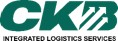 CKB
INTEGRATED LOGISTICS SERVICES